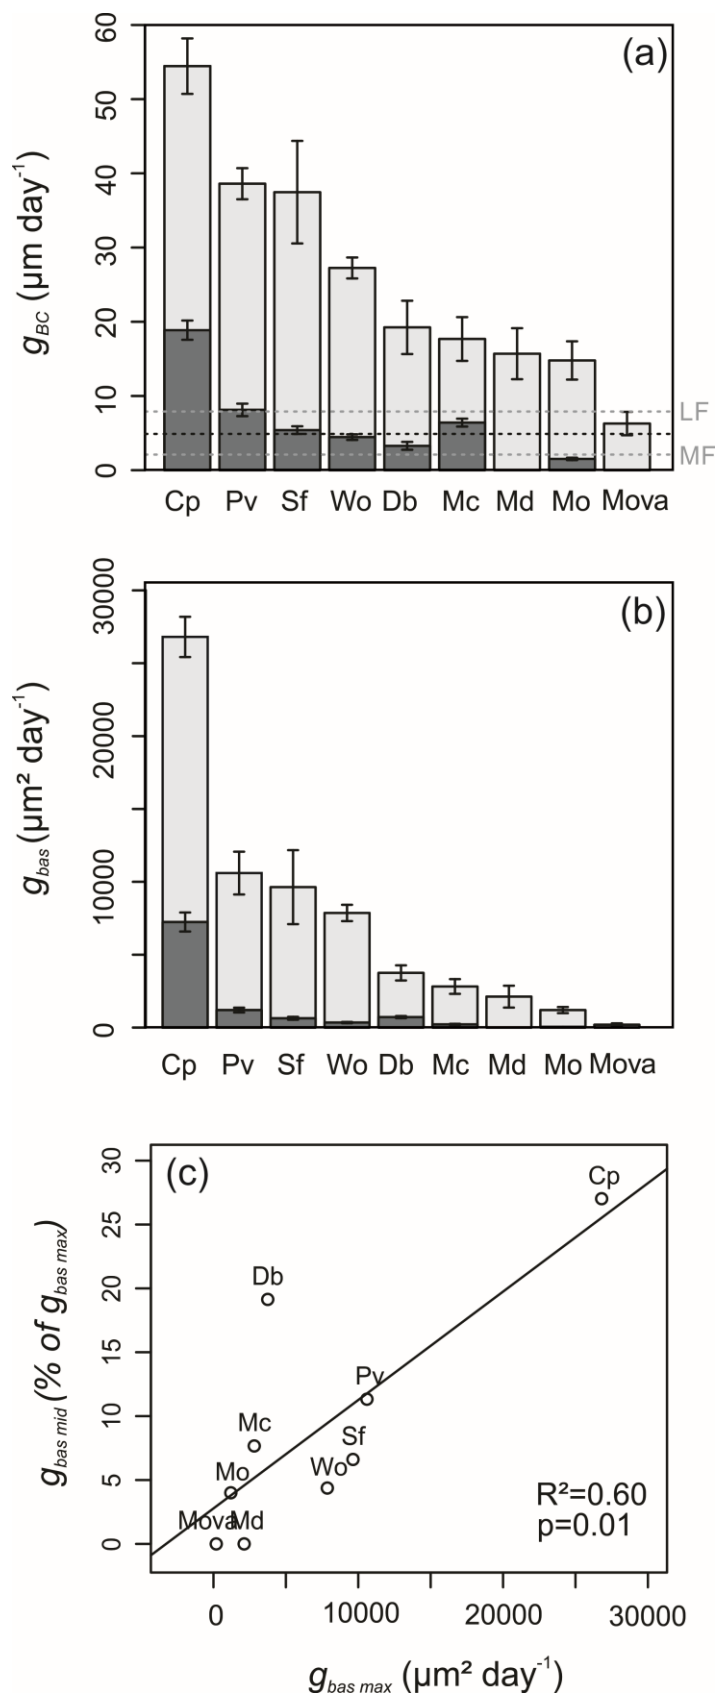 (a)
g_BC (µm day⁻¹)
60
50
40
30
20
10
0
LF
MF
Cp Pv Sf Wo Db Mc Md Mo Mova
(b)
g_bas (µm² day⁻¹)
30000
20000
10000
0
Cp Pv Sf Wo Db Mc Md Mo Mova
(c)
g_bas mid (% of g_bas max)
30
25
20
15
10
5
0
Cp
Db
Pv
Mc
Sf
Mo
Wo
Mova Md
R²=0.60
p=0.01
0 10000 20000 30000
g_bas max (µm² day⁻¹)